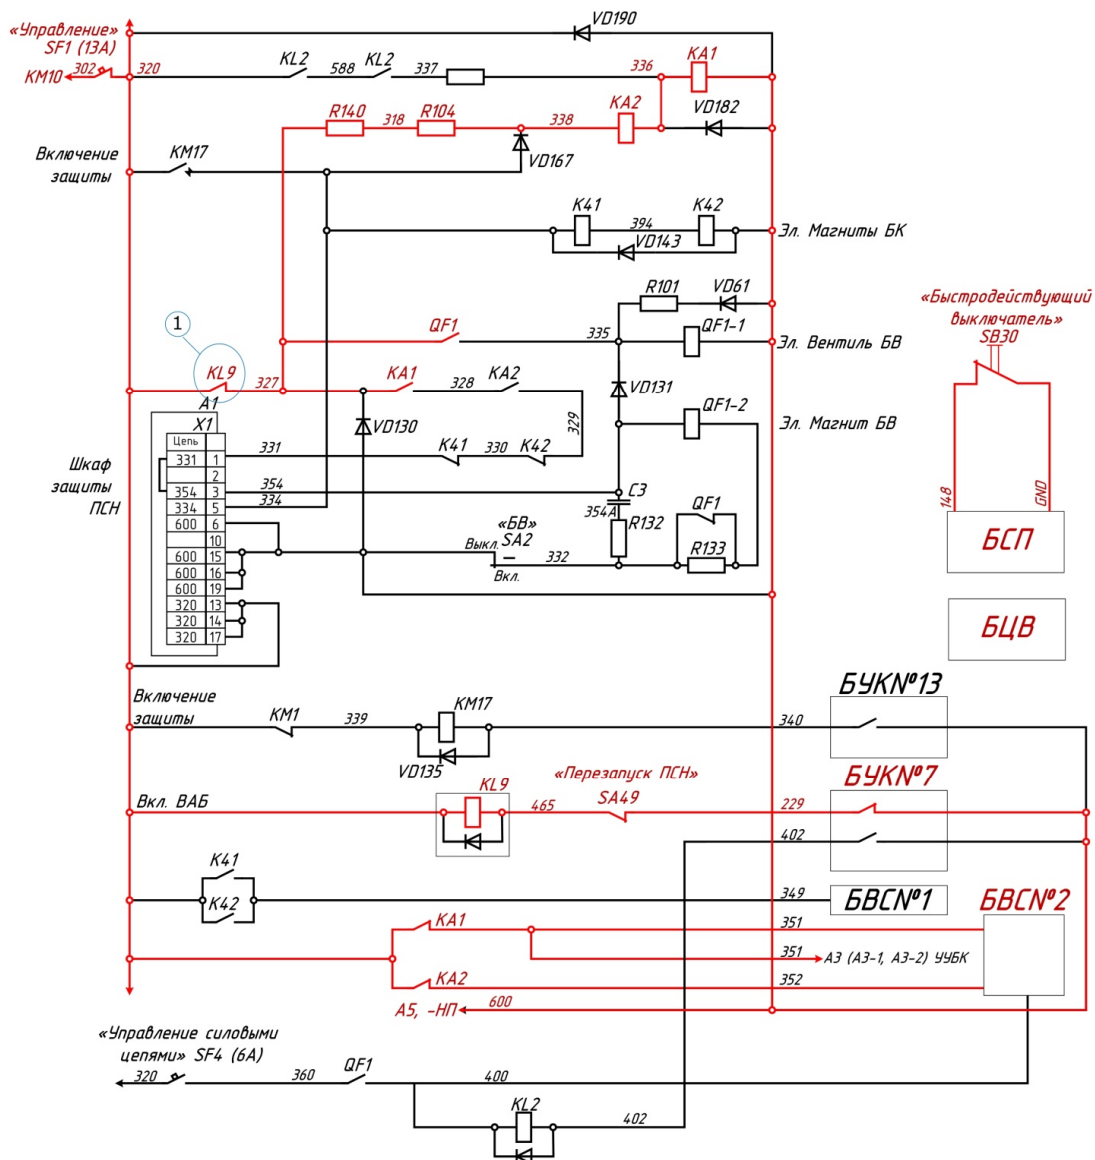 «Управление»
SF1 (13А)
КМ10
302
320
VD190
KL2
588
KL2
337
336
KA1
R140
318
R104
338
KA2
VD182
Включение
защиты
KM17
VD167
K41
394
K42
VD143
Эл. Магниты БК
R101
VD61
1
QF1
335
QF1-1
Эл. Вентиль БВ
KL9
327
KA1
328
KA2
VD131
A1
X1
VD130
329
QF1-2
Эл. Магнит БВ
Цепь
331 1
2
354 3
334 5
600 6
10
600 15
600 16
600 19
320 13
320 14
320 17
Шкаф
защиты
ПСН
331
K41
330
K42
354
334
C3
354А
R132
QF1
R133
«БВ»
SA2
Выкл.
Вкл.
332
«Быстродействующий
выключатель»
SB30
148
GND
БСП
БЦВ
Включение
защиты
KM1
339
KM17
VD135
340
БУК№13
Вкл. ВАБ
KL9
465
«Перезапуск ПСН»
SA49
229
402
БУК№7
K41
K42
349
БВС№1
БВС№2
KA1
351
351
А3 (А3-1, А3-2) УУБК
KA2
352
А5, -НП
600
«Управление силовыми
цепями» SF4 (6А)
320
360
QF1
400
KL2
402